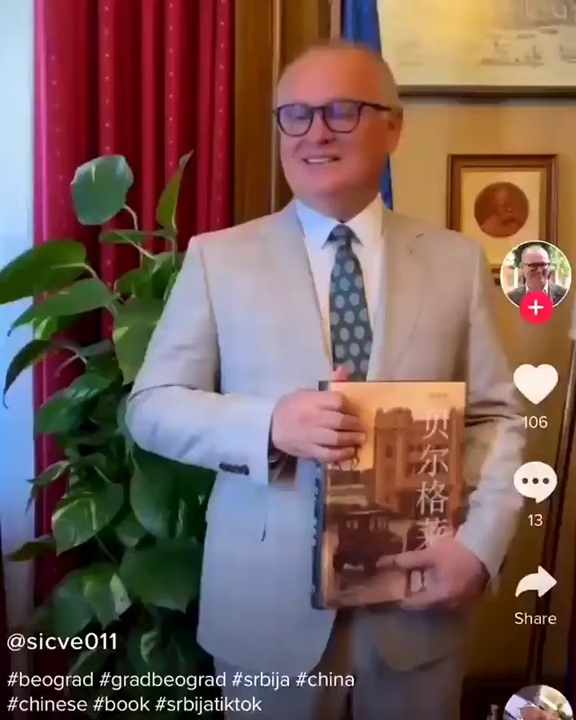 贝尔格莱
106
13
Share
@sicve011
#beograd #gradbeograd #srbija #china
#chinese #book #srbijatiktok